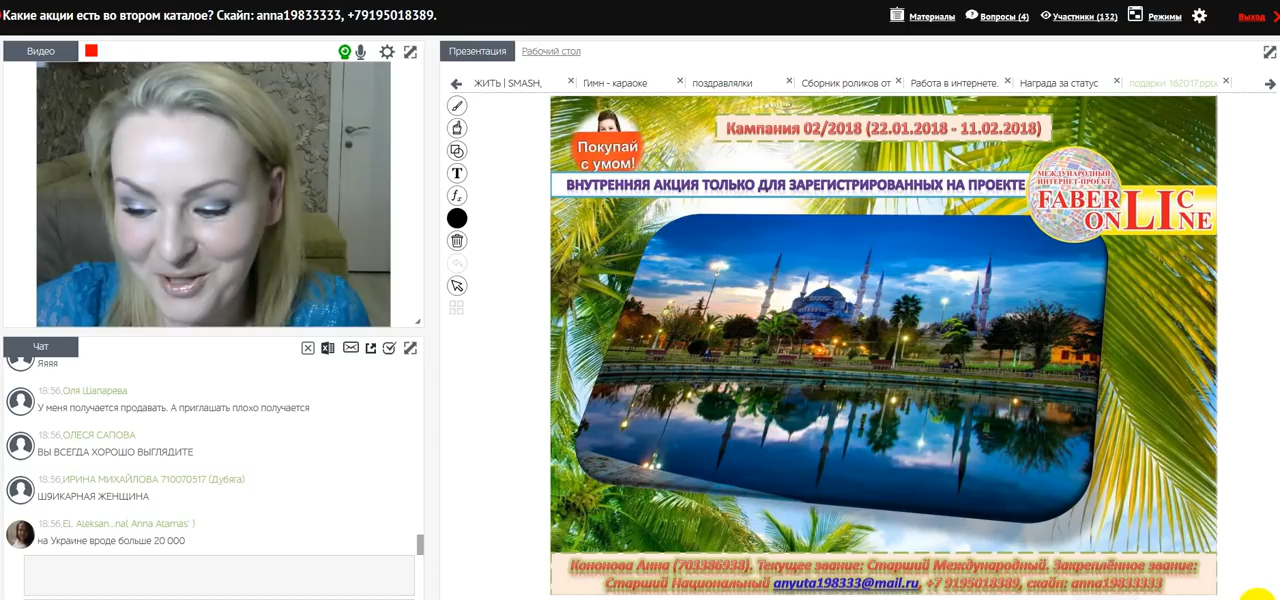 Какие акции есть во втором каталое? Скайп: anna19833333, +79195018389.
Материалы
Вопросы (4)
Участники (132)
Режимы
Выход
Видео
Презентация
Рабочий стол
ЖИТЬ | SMASH,
Гимн - караоке
поздравлялки
Сборник роликов от
Работа в интернете.
Награда за статус
подарки 162017.pptx
Покупай
с умом!
Кампания 02/2018 (22.01.2018 - 11.02.2018)
ВНУТРЕННЯЯ АКЦИЯ ТОЛЬКО ДЛЯ ЗАРЕГИСТРИРОВАННЫХ НА ПРОЕКТЕ
МЕЖДУНАРОДНЫЙ
ИНТЕРНЕТ-ПРОЕКТ
FABERLIC
ONLINE
Чат
Яяяя
18:56, Оля Шапарева
У меня получается продавать. А приглашать плохо получается
18:56, ОЛЕСЯ САПОВА
ВЫ ВСЕГДА ХОРОШО ВЫГЛЯДИТЕ
18:56, ИРИНА МИХАЙЛОВА 710070517 (Дубяга)
Ш9ИКАРНАЯ ЖЕНЩИНА
18:56, EL Aleksan...na( Anna Atamas' )
на Украине вроде больше 20 000
Кононова Анна (703386938). Текущее звание: Старший Международный. Закреплённое звание:
Старший Национальный anyuta198333@mail.ru, +7 9195018389, скайп: anna19833333